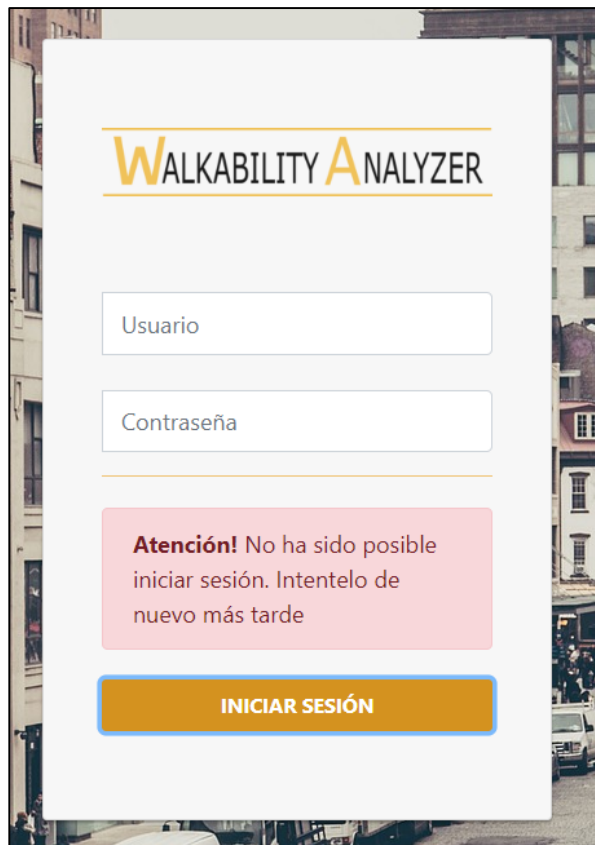 WALKABILITY ANALYZER
Usuario
Contraseña
Atención! No ha sido posible
iniciar sesión. Intentelo de
nuevo más tarde
INICIAR SESIÓN